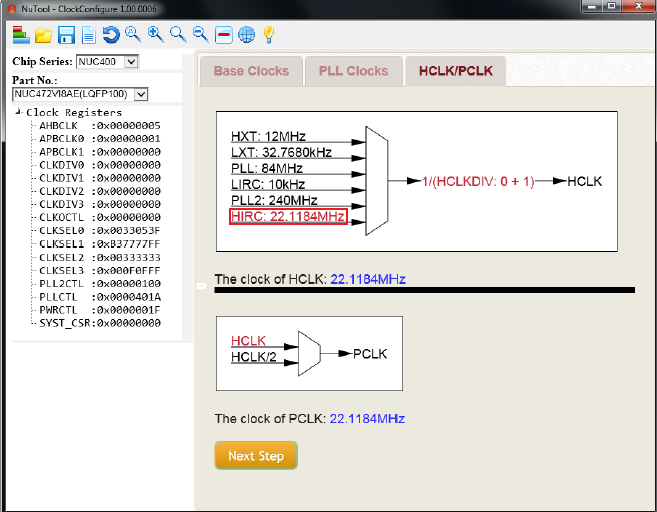 NuTool - ClockConfigure 1.00.0006
Chip Series: NUC400
Part No.:
NUC472VI8AE(LQFP100)
Clock Registers
AHBCLK :0x00000005
APBCLK0 :0x00000001
APBCLK1 :0x00000000
CLKDIV0 :0x00000000
CLKDIV1 :0x00000000
CLKDIV2 :0x00000000
CLKDIV3 :0x00000000
CLKOCTL :0x00000000
CLKSEL0 :0x0033053F
CLKSEL1 :0xB37777FF
CLKSEL2 :0x00333333
CLKSEL3 :0x000F0FFF
PLL2CTL :0x00000100
PLLCTL :0x0000401A
PWRCTL :0x0000001F
SYST_CSR:0x00000000
Base Clocks
PLL Clocks
HCLK/PCLK
HXT: 12MHz
LXT: 32.7680kHz
PLL: 84MHz
LIRC: 10kHz
PLL2: 240MHz
HIRC: 22.1184MHz
1/(HCLKDIV: 0 + 1)
HCLK
The clock of HCLK: 22.1184MHz
HCLK
HCLK/2
PCLK
The clock of PCLK: 22.1184MHz
Next Step